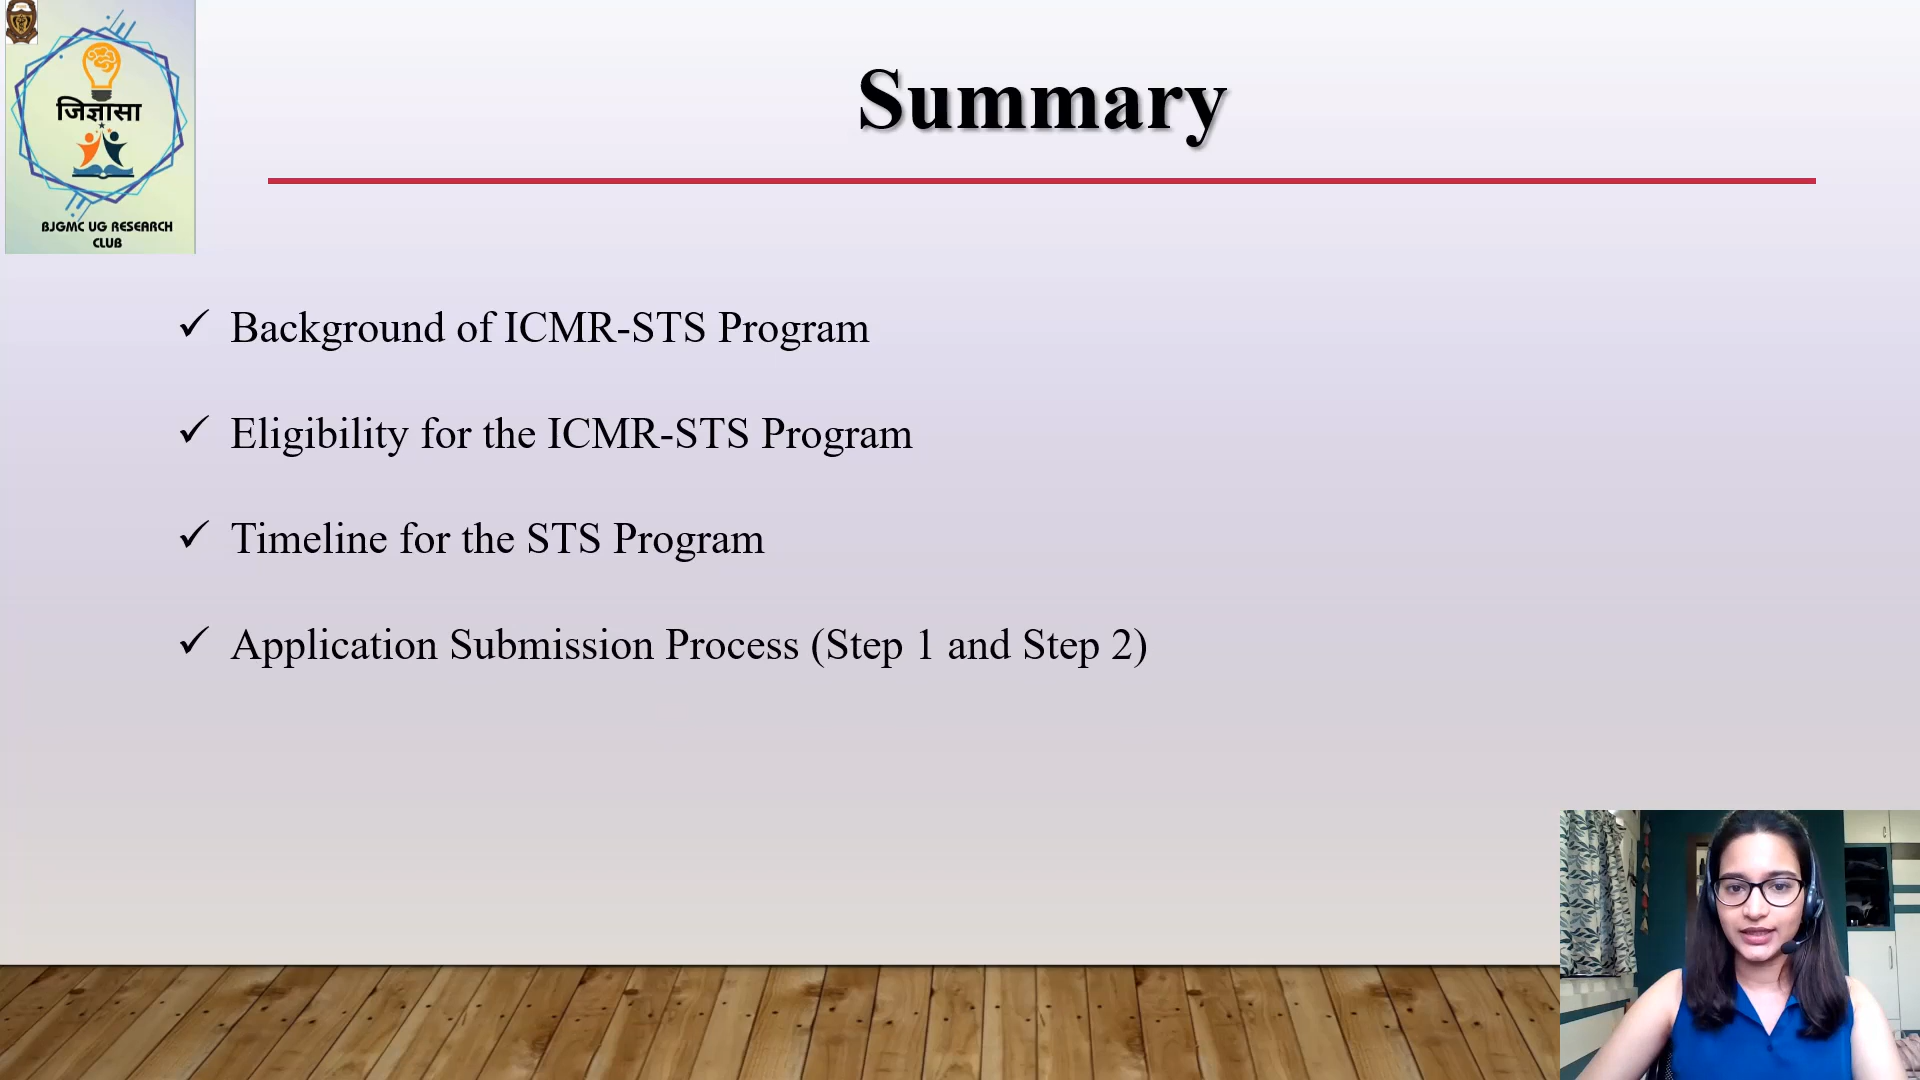 जिज्ञासा
BJGMC UG RESEARCH
CLUB
Summary
✓ Background of ICMR-STS Program
✓ Eligibility for the ICMR-STS Program
✓ Timeline for the STS Program
✓ Application Submission Process (Step 1 and Step 2)